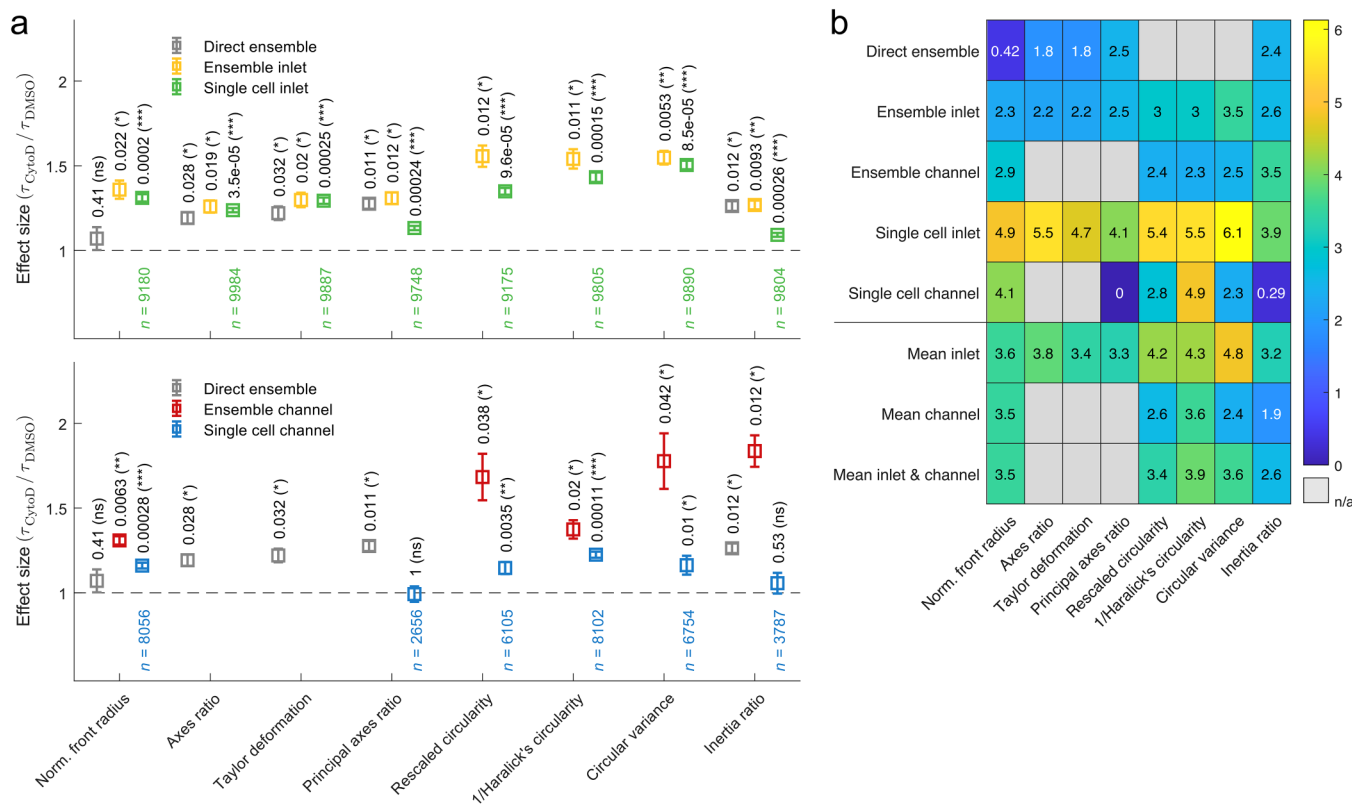 a
Effect size (τCytoD / τDMSO)
2
1.5
1
Direct ensemble
Ensemble inlet
Single cell inlet
0.41 (ns)
0.022 (*)
0.0002 (***)
0.028 (*)
0.019 (*)
3.5e-05 (***)
0.032 (*)
0.02 (*)
0.00025 (***)
0.011 (*)
0.012 (*)
0.00024 (***)
0.012 (*)
9.6e-05 (***)
0.011 (*)
0.00015 (***)
0.0053 (**)
8.5e-05 (***)
0.012 (*)
0.0093 (**)
0.00026 (***)
n = 9180
n = 9984
n = 9887
n = 9748
n = 9175
n = 9805
n = 9890
n = 9804
Effect size (τCytoD / τDMSO)
2
1.5
1
Direct ensemble
Ensemble channel
Single cell channel
0.41 (ns)
0.0063 (**)
0.00028 (***)
0.028 (*)
0.032 (*)
0.011 (*)
1 (ns)
0.038 (*)
0.0035 (**)
0.02 (*)
0.00011 (***)
0.042 (*)
0.01 (*)
0.012 (*)
0.012 (*)
0.53 (ns)
n = 8056
n = 2656
n = 6105
n = 8102
n = 6754
n = 3787
Norm. front radius
Axes ratio
Taylor deformation
Principal axes ratio
Rescaled circularity
1/Haralick's circularity
Circular variance
Inertia ratio
b
Direct ensemble 0.42 1.8 1.8 2.5 2.4
Ensemble inlet 2.3 2.2 2.2 2.5 3 3 3.5 2.6
Ensemble channel 2.9 2.4 2.3 2.5 3.5
Single cell inlet 4.9 5.5 4.7 4.1 5.4 5.5 6.1 3.9
Single cell channel 4.1 0 2.8 4.9 2.3 0.29
Mean inlet 3.6 3.8 3.4 3.3 4.2 4.3 4.8 3.2
Mean channel 3.5 2.6 3.6 2.4 1.9
Mean inlet & channel 3.5 3.4 3.9 3.6 2.6
Norm. front radius
Axes ratio
Taylor deformation
Principal axes ratio
Rescaled circularity
1/Haralick's circularity
Circular variance
Inertia ratio
6
5
4
3
2
1
0
n/a